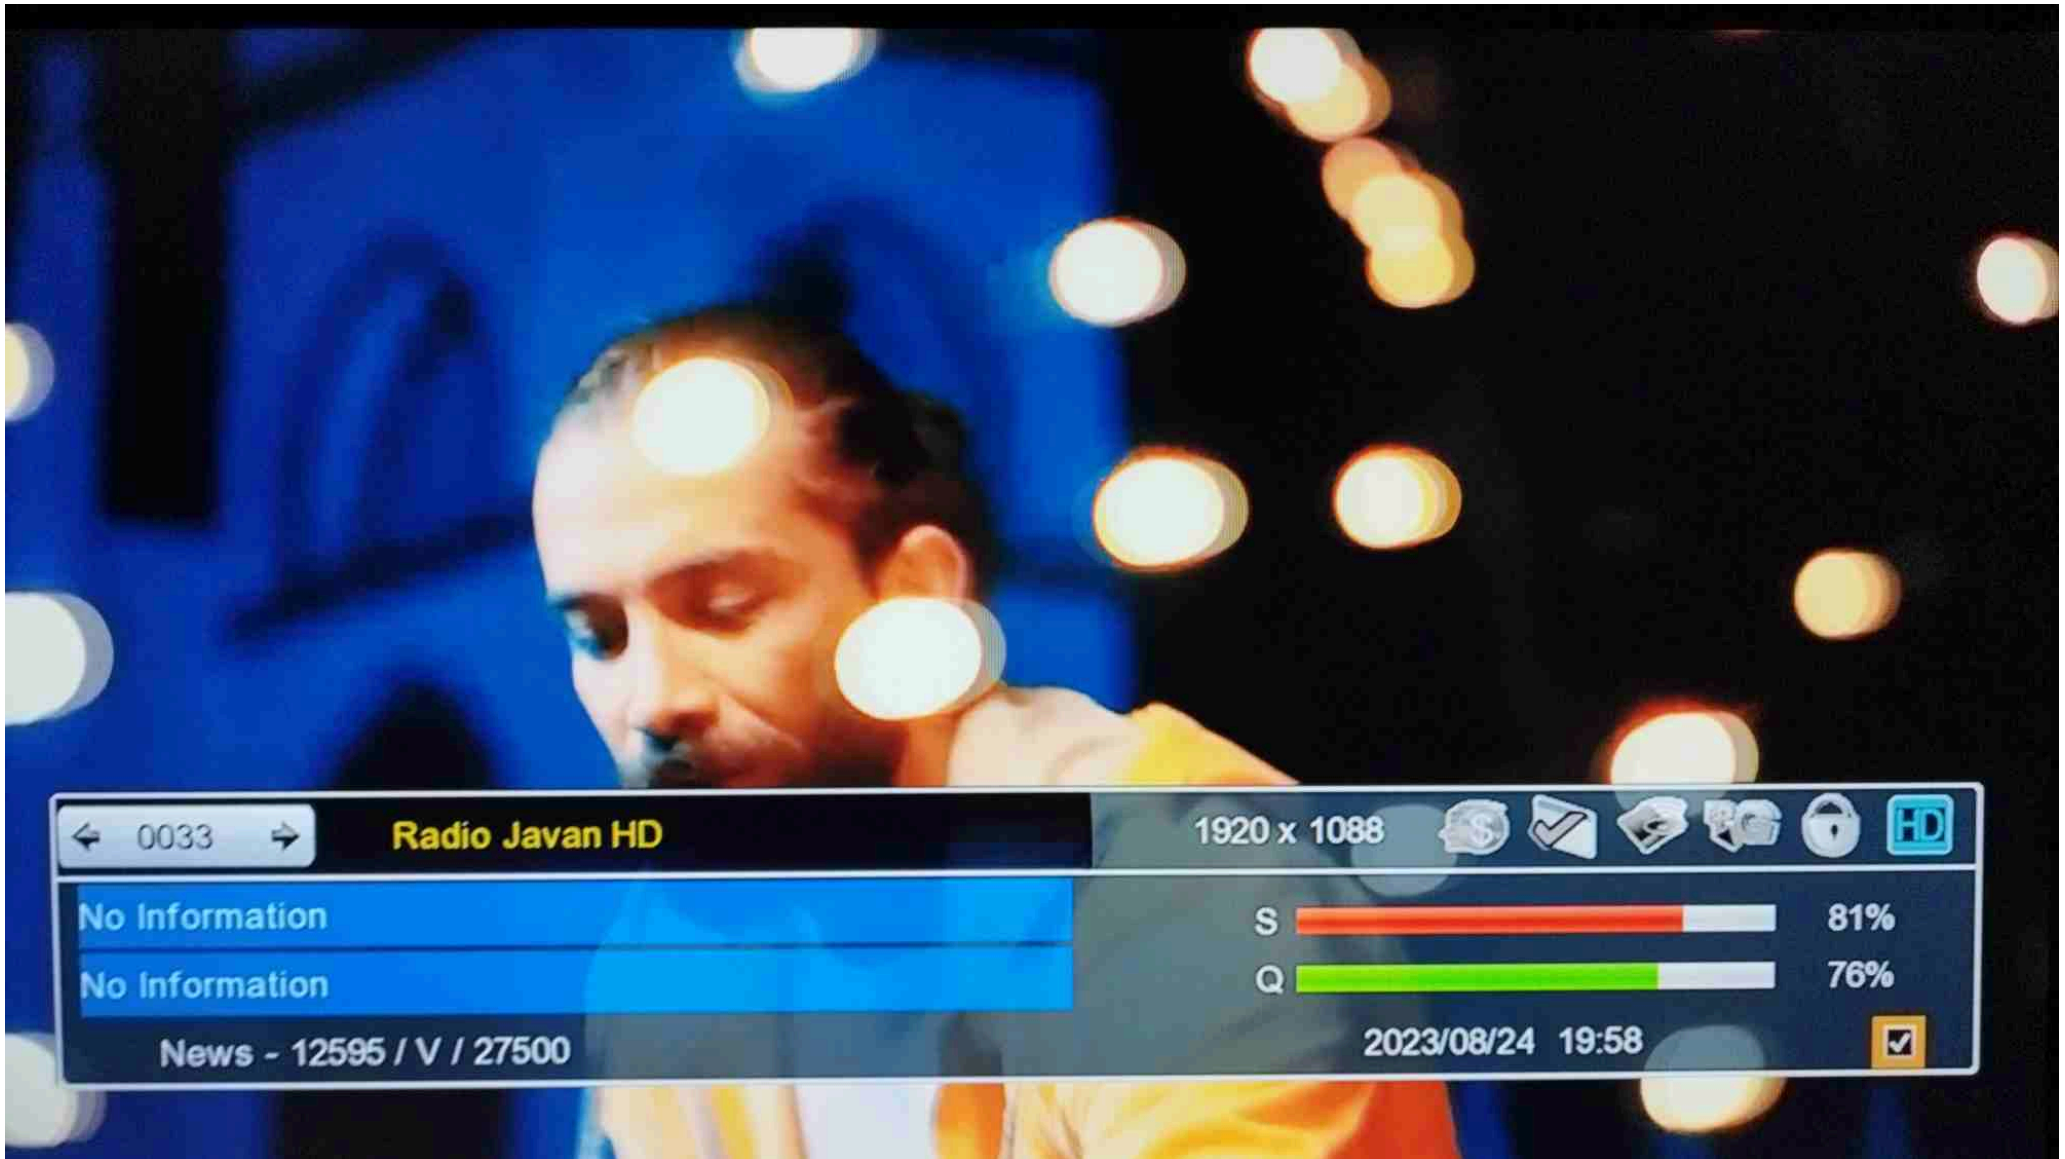 0033 Radio Javan HD 1920 x 1088 HD
No Information S 81%
No Information Q 76%
News - 12595 / V / 27500 2023/08/24 19:58